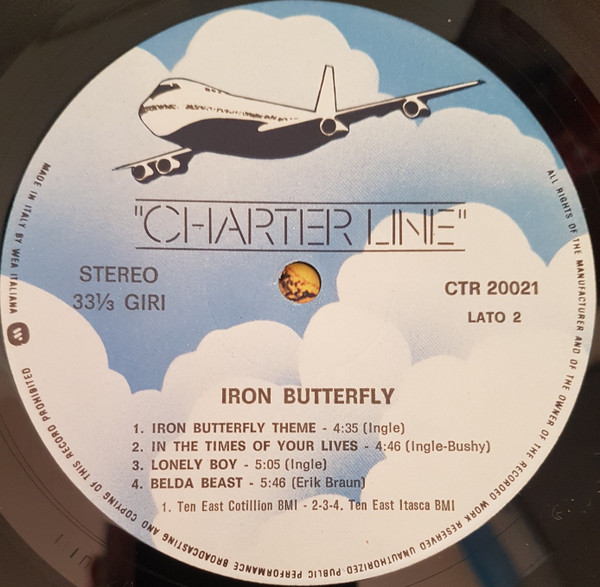 "CHARTER LINE"
STEREO
33⅓ GIRI
CTR 20021
LATO 2
IRON BUTTERFLY
1. IRON BUTTERFLY THEME - 4:35 (Ingle)
2. IN THE TIMES OF YOUR LIVES - 4:46 (Ingle-Bushy)
3. LONELY BOY - 5:05 (Ingle)
4. BELDA BEAST - 5:46 (Erik Braun)
1. Ten East Cotillion BMI - 2-3-4. Ten East Itasca BMI
MADE IN ITALY BY WEA ITALIANA
ALL RIGHTS OF THE MANUFACTURER AND OF THE OWNER OF THE RECORDED WORK RESERVED UNAUTHORIZED PUBLIC PERFORMANCE BROADCASTING AND COPYING OF THIS RECORD PROHIBITED